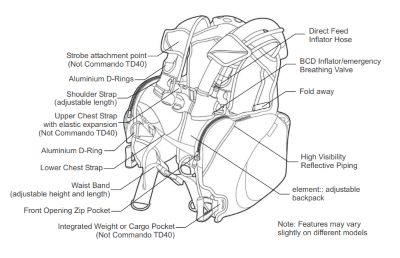 Strobe attachment point
(Not Commando TD40)
Aluminium D-Rings
Shoulder Strap
(adjustable length)
Upper Chest Strap
with elastic expansion
(Not Commando TD40)
Aluminium D-Ring
Lower Chest Strap
Waist Band
(adjustable height and length)
Front Opening Zip Pocket
Integrated Weight or Cargo Pocket
(Not Commando TD40)
Direct Feed
Inflator Hose
BCD Inflator/emergency
Breathing Valve
Fold away
High Visibility
Reflective Piping
element:: adjustable
backpack
Note: Features may vary
slightly on different models